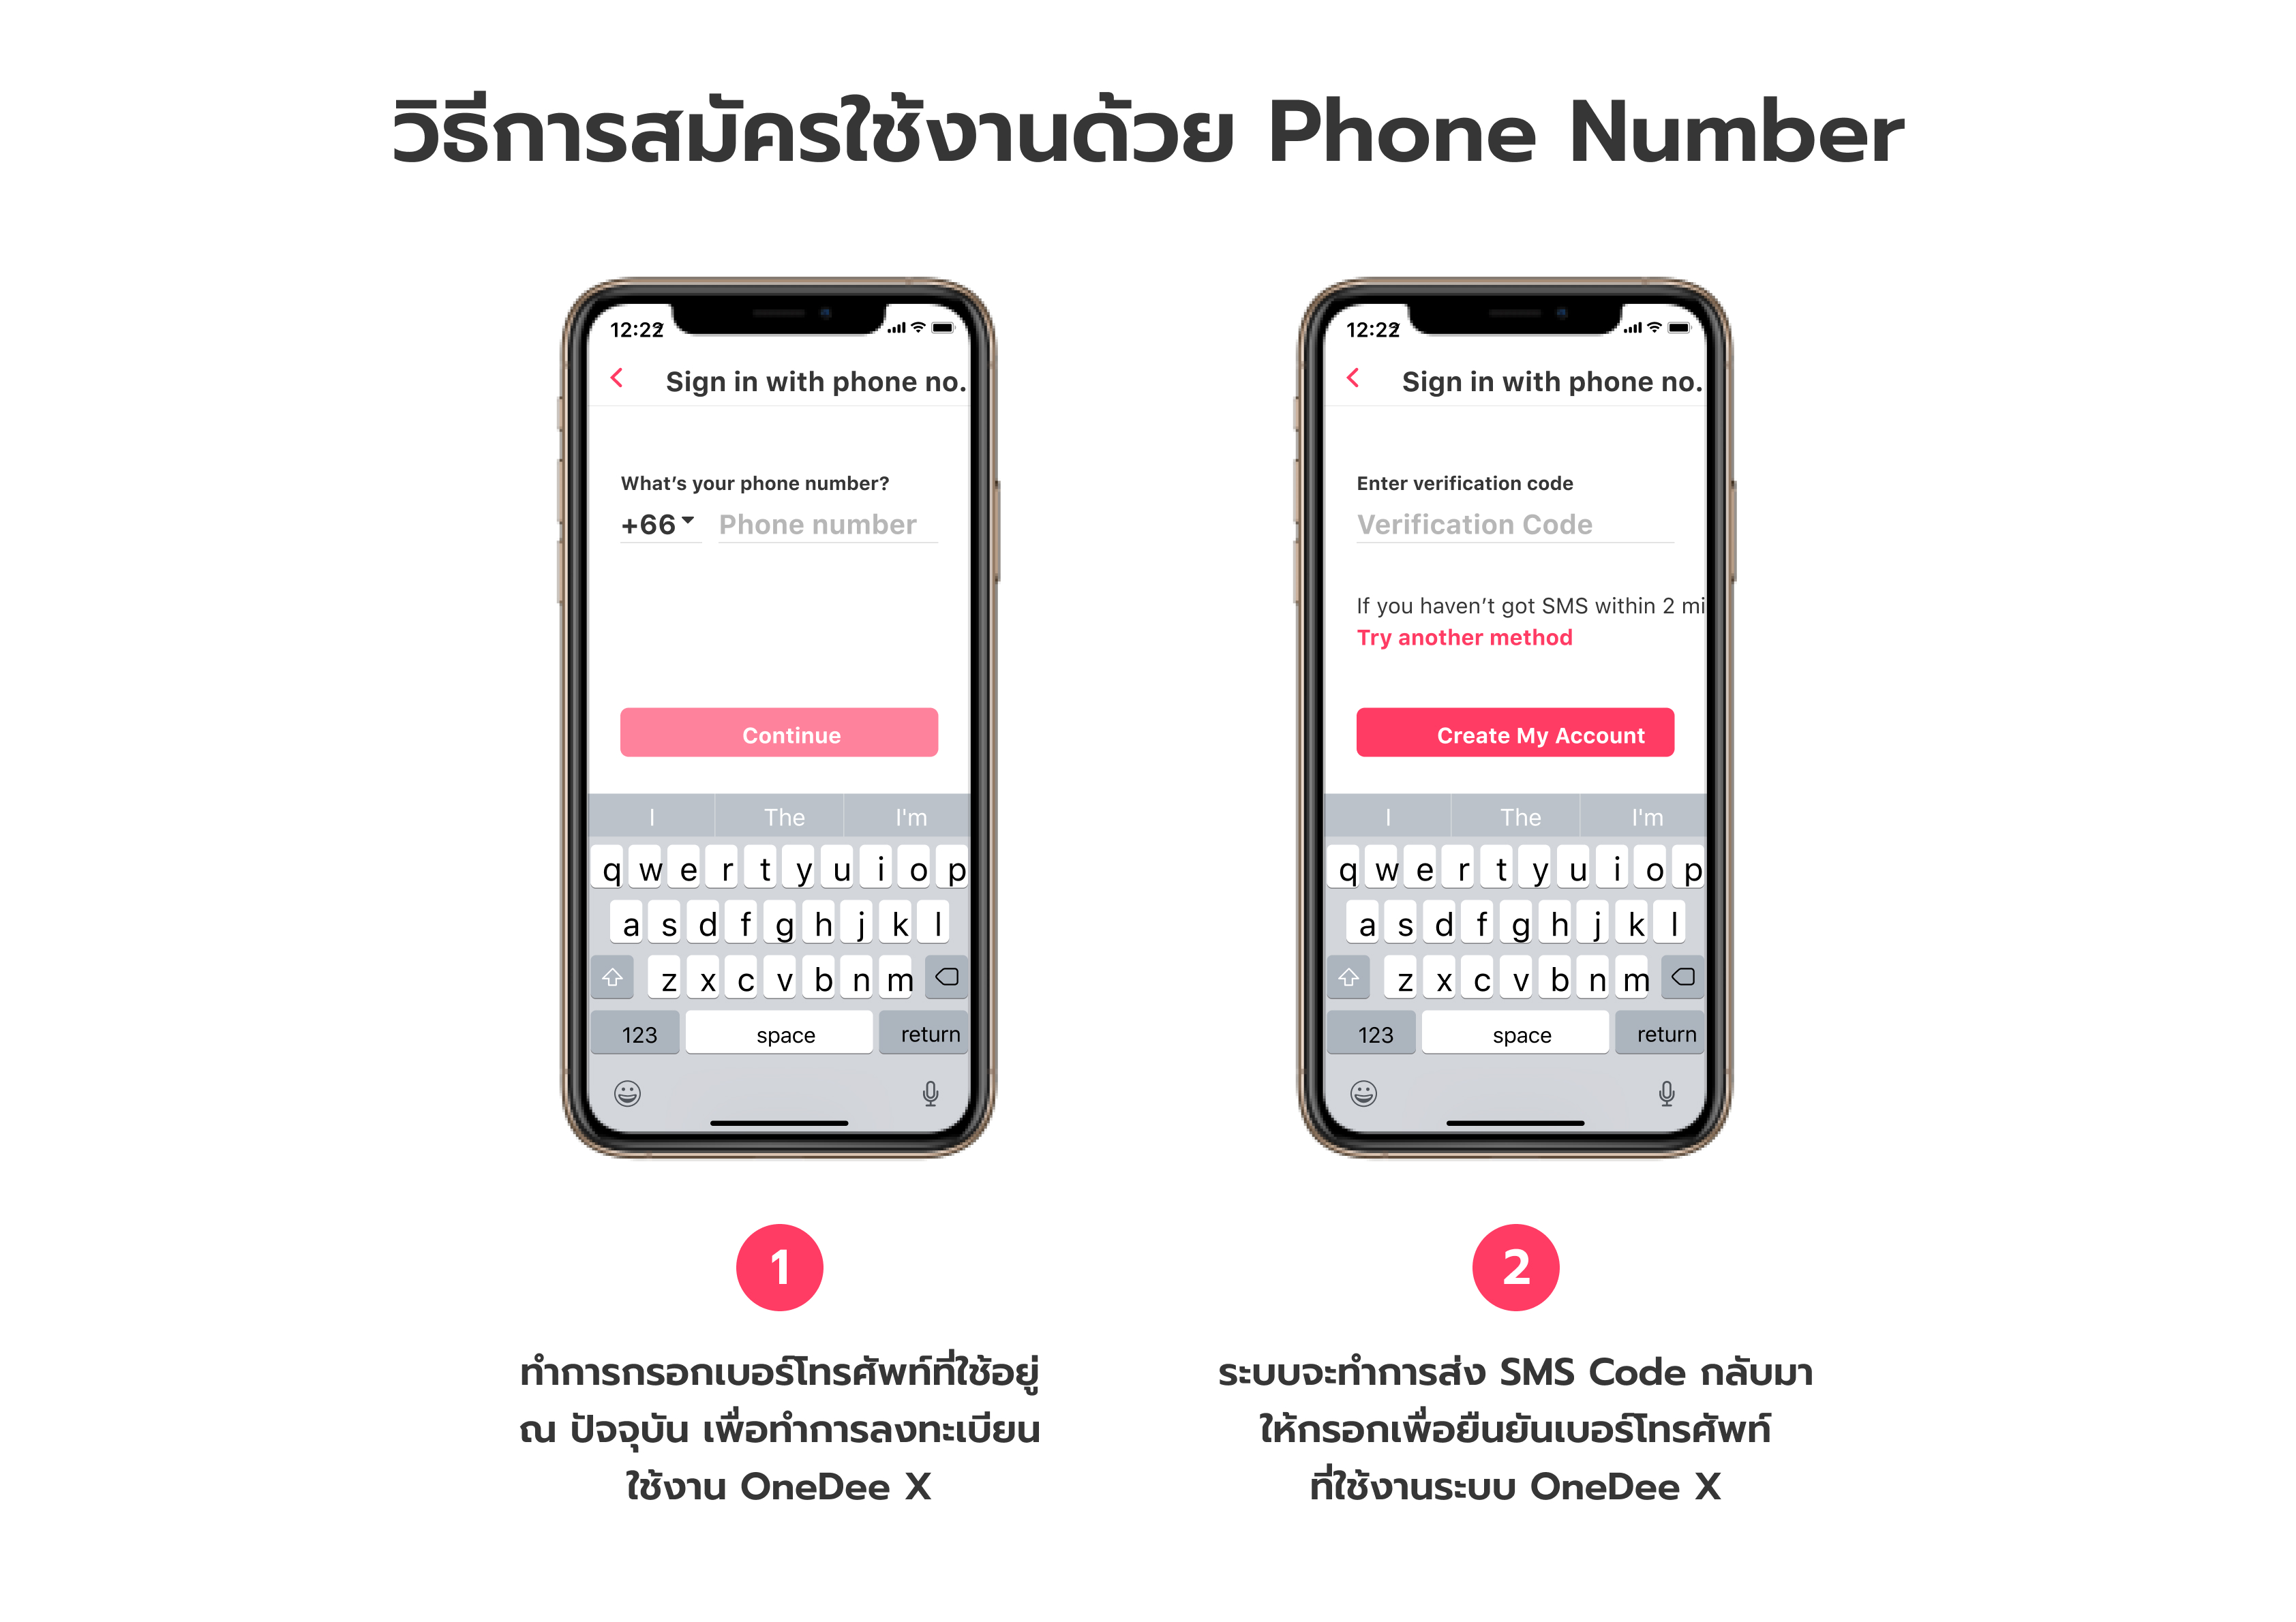 วิธีการสมัครใช้งานด้วย Phone Number
12:22
Sign in with phone no.
What's your phone number?
+66 Phone number
Continue
I The I'm
q w e r t y u i o p
a s d f g h j k l
z x c v b n m
123 space return
1
ทำการกรอกเบอร์โทรศัพท์ที่ใช้อยู่
ณ ปัจจุบัน เพื่อทำการลงทะเบียน
ใช้งาน OneDee X
12:22
Sign in with phone no.
Enter verification code
Verification Code
If you haven't got SMS within 2 mi
Try another method
Create My Account
I The I'm
q w e r t y u i o p
a s d f g h j k l
z x c v b n m
123 space return
2
ระบบจะทำการส่ง SMS Code กลับมา
ให้กรอกเพื่อยืนยันเบอร์โทรศัพท์
ที่ใช้งานระบบ OneDee X